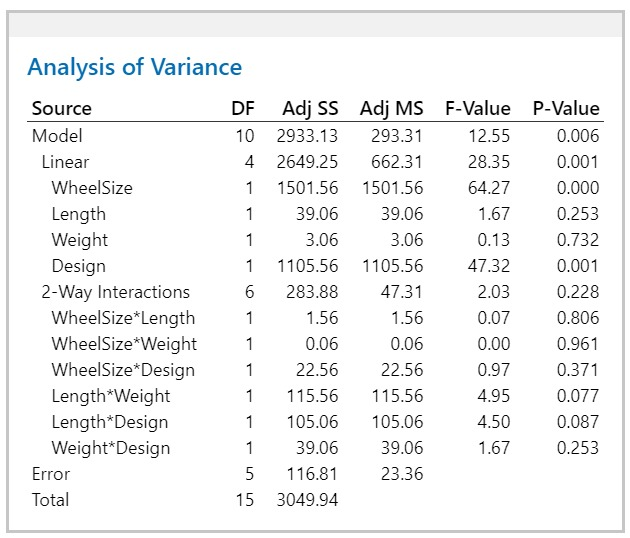 Analysis of Variance
Source DF Adj SS Adj MS F-Value P-Value
Model 10 2933.13 293.31 12.55 0.006
Linear 4 2649.25 662.31 28.35 0.001
WheelSize 1 1501.56 1501.56 64.27 0.000
Length 1 39.06 39.06 1.67 0.253
Weight 1 3.06 3.06 0.13 0.732
Design 1 1105.56 1105.56 47.32 0.001
2-Way Interactions 6 283.88 47.31 2.03 0.228
WheelSize*Length 1 1.56 1.56 0.07 0.806
WheelSize*Weight 1 0.06 0.06 0.00 0.961
WheelSize*Design 1 22.56 22.56 0.97 0.371
Length*Weight 1 115.56 115.56 4.95 0.077
Length*Design 1 105.06 105.06 4.50 0.087
Weight*Design 1 39.06 39.06 1.67 0.253
Error 5 116.81 23.36
Total 15 3049.94